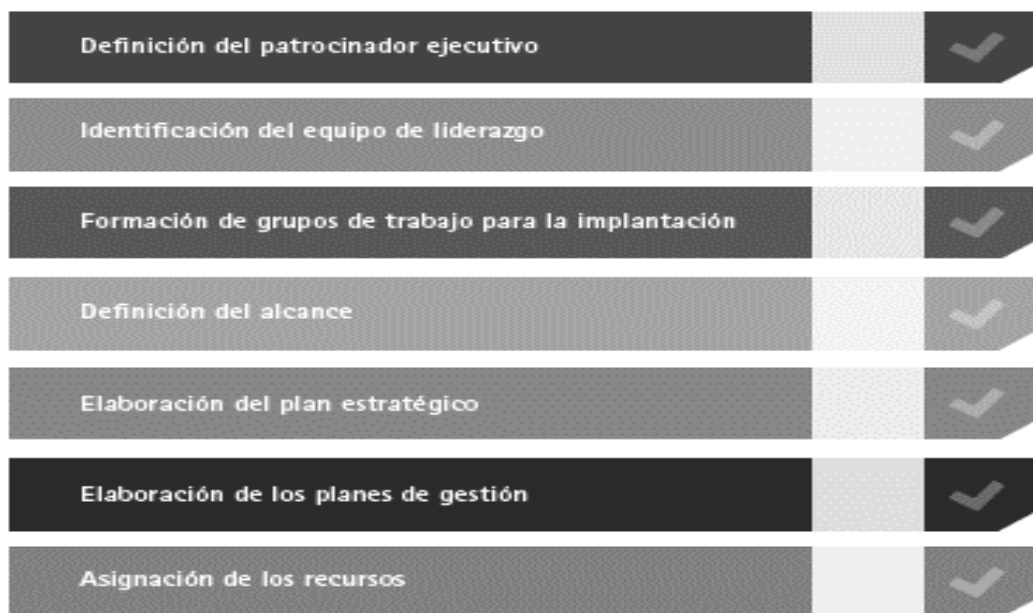 Definición del patrocinador ejecutivo
Identificación del equipo de liderazgo
Formación de grupos de trabajo para la implantación
Definición del alcance
Elaboración del plan estratégico
Elaboración de los planes de gestión
Asignación de los recursos